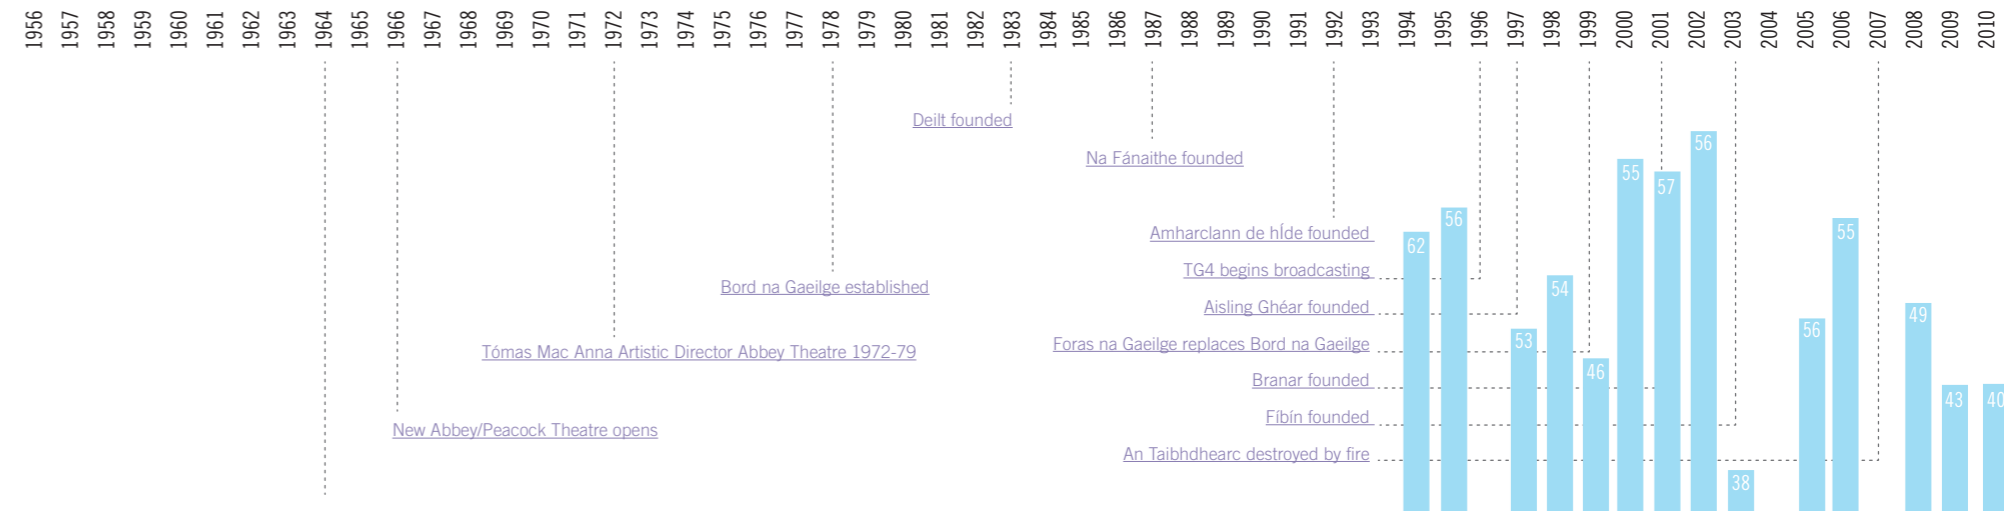 1956 1957 1958 1959 1960 1961 1962 1963 1964 1965 1966 1967 1968 1969 1970 1971 1972 1973 1974 1975 1976 1977 1978 1979 1980 1981 1982 1983 1984 1985 1986 1987 1988 1989 1990 1991 1992 1993 1994 1995 1996 1997 1998 1999 2000 2001 2002 2003 2004 2005 2006 2007 2008 2009 2010
Deilt founded
Na Fánaithe founded
Amharclann de hÍde founded
TG4 begins broadcasting
Bord na Gaeilge established
Aisling Ghéar founded
Foras na Gaeilge replaces Bord na Gaeilge
Tómas Mac Anna Artistic Director Abbey Theatre 1972-79
Branar founded
Fíbín founded
New Abbey/Peacock Theatre opens
An Taibhdhearc destroyed by fire
62
56
53
54
46
55
57
56
38
56
55
49
43
40